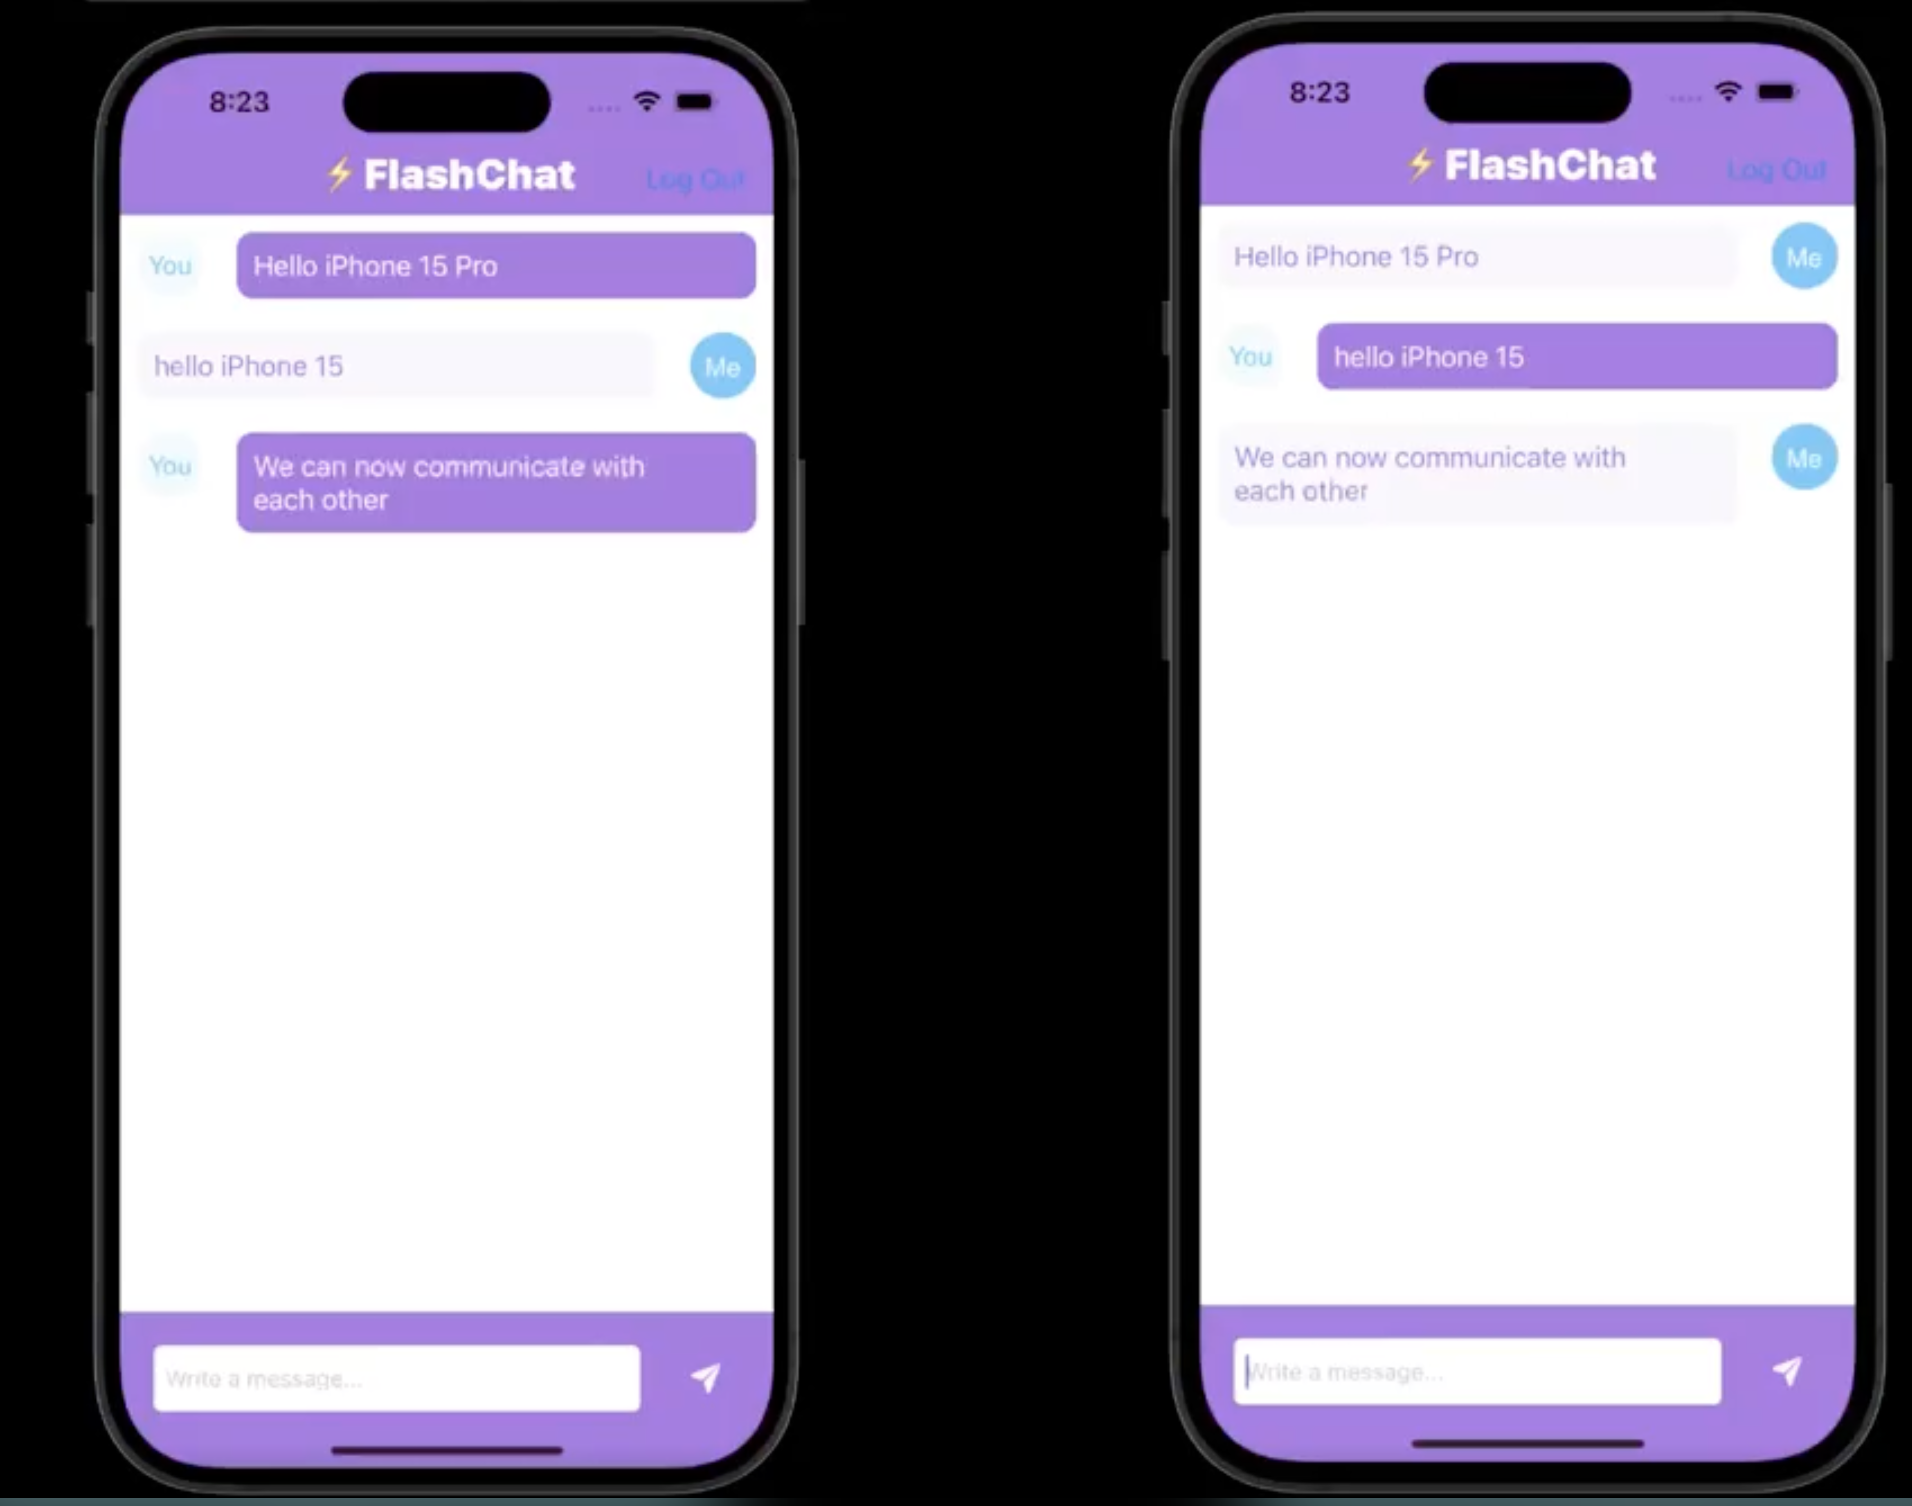 8:23
⚡FlashChat
Log Out
You
Hello iPhone 15 Pro
hello iPhone 15
Me
You
We can now communicate with
each other
Write a message...
8:23
⚡FlashChat
Log Out
Hello iPhone 15 Pro
Me
You
hello iPhone 15
We can now communicate with
each other
Me
Write a message...